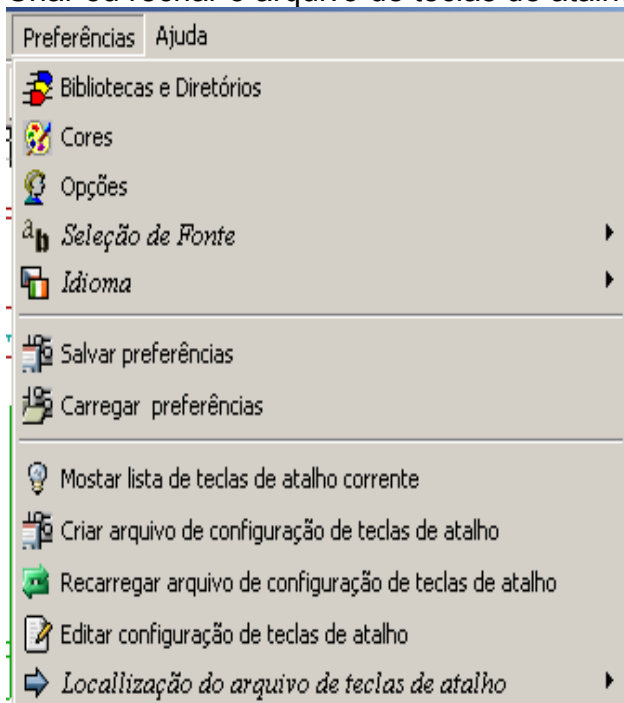 Preferências Ajuda
Bibliotecas e Diretórios
Cores
Opções
Seleção de Fonte
Idioma
Salvar preferências
Carregar preferências
Mostar lista de teclas de atalho corrente
Criar arquivo de configuração de teclas de atalho
Recarregar arquivo de configuração de teclas de atalho
Editar configuração de teclas de atalho
Locallização do arquivo de teclas de atalho